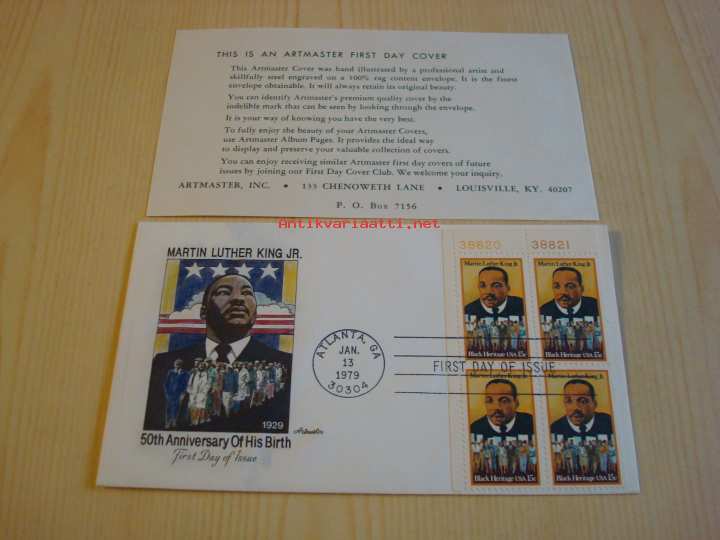 THIS IS AN ARTMASTER FIRST DAY COVER
This Artmaster Cover was hand illustrated by a professional artist and
skillfully steel engraved on a 100% rag content envelope. It is the finest
envelope obtainable. It will always retain its original beauty.
You can identify Artmaster's premium quality cover by the
indelible mark that can be seen by looking through the envelope.
It is your way of knowing you have the very best.
To fully enjoy the beauty of your Artmaster Covers,
use Artmaster Album Pages. It provides the ideal way
to display and preserve your valuable collection of covers.
You can enjoy receiving similar Artmaster first day covers of future
issues by joining our First Day Cover Club. We welcome your inquiry.
ARTMASTER, INC. • 133 CHENOWETH LANE • LOUISVILLE, KY. 40207
P. O. Box 7156
Antikvariaatti.net
MARTIN LUTHER KING JR.
1929
50th Anniversary Of His Birth
First Day of Issue
Artmaster
ATLANTA, GA
JAN.
13
1979
30304
FIRST DAY OF ISSUE
38820 38821
Martin Luther King Jr. Martin Luther King Jr.
Black Heritage USA 15c Black Heritage USA 15c
Martin Luther King Jr. Martin Luther King Jr.
Black Heritage USA 15c Black Heritage USA 15c